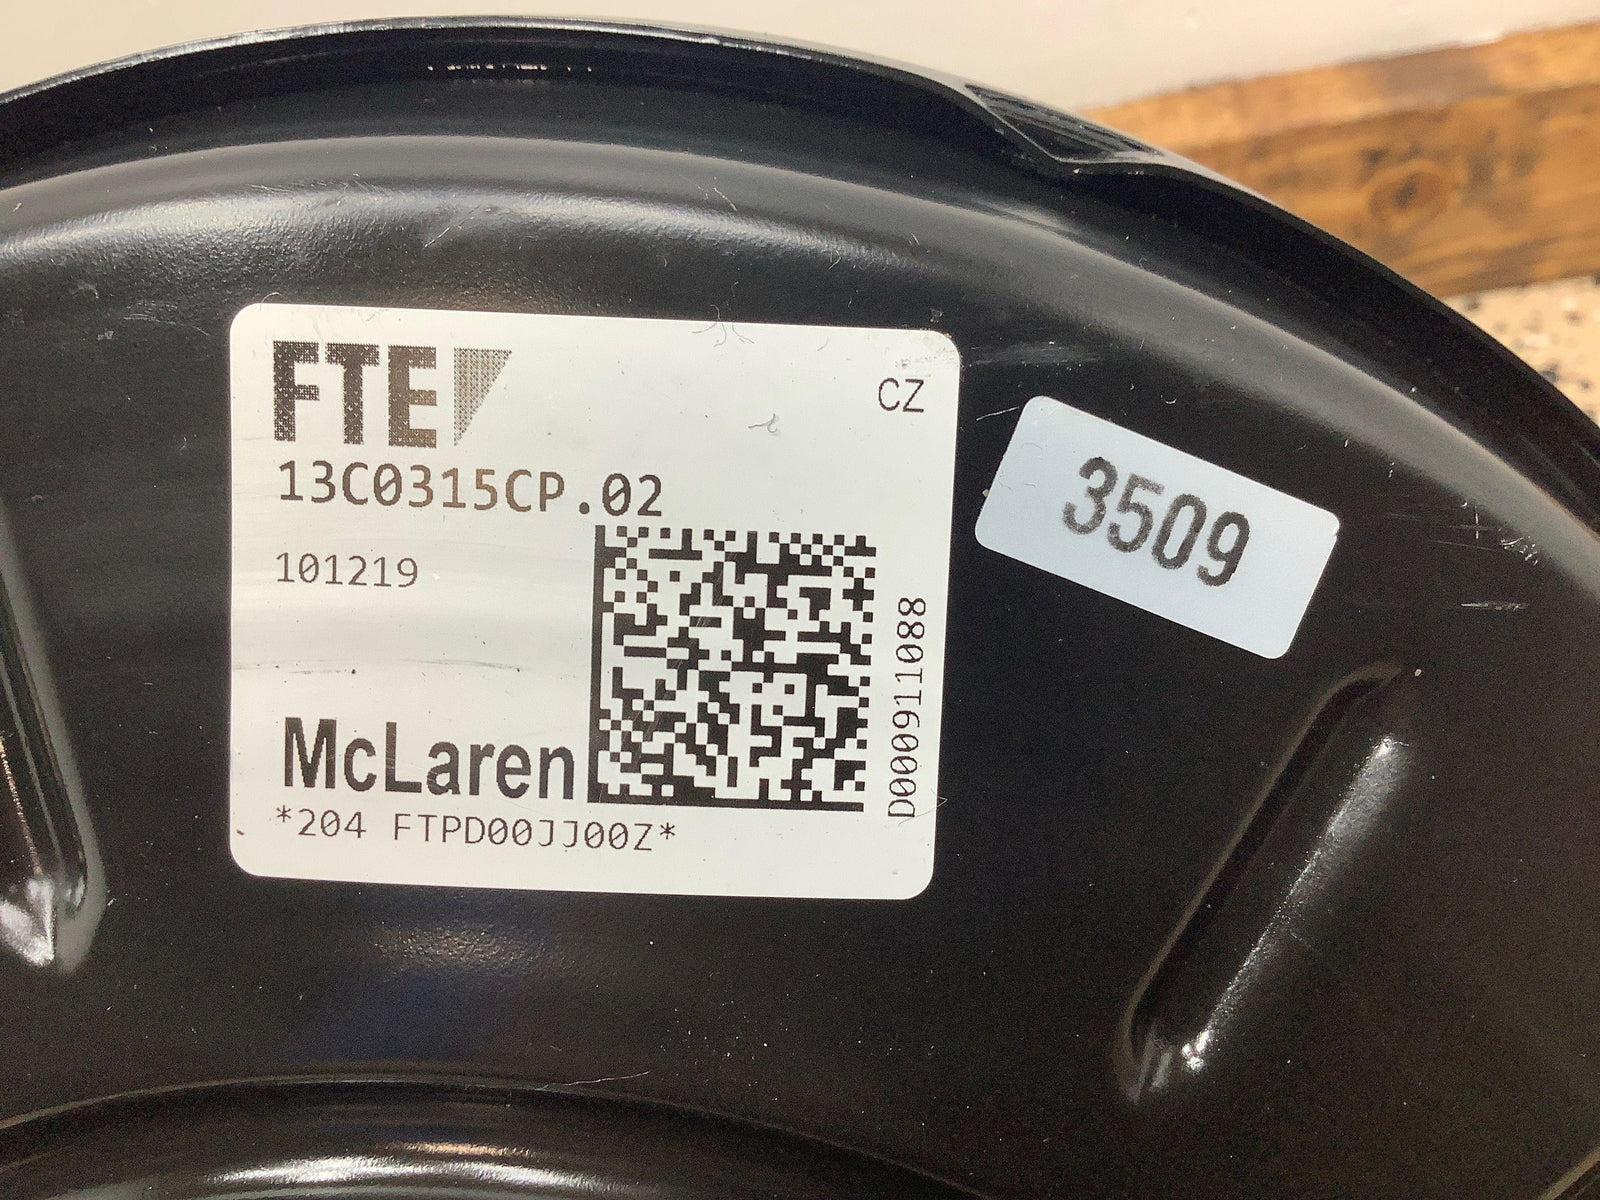 FTE
CZ
13C0315CP.02
101219
D000911088
McLaren
*204 FTPD00JJ00Z*
3509